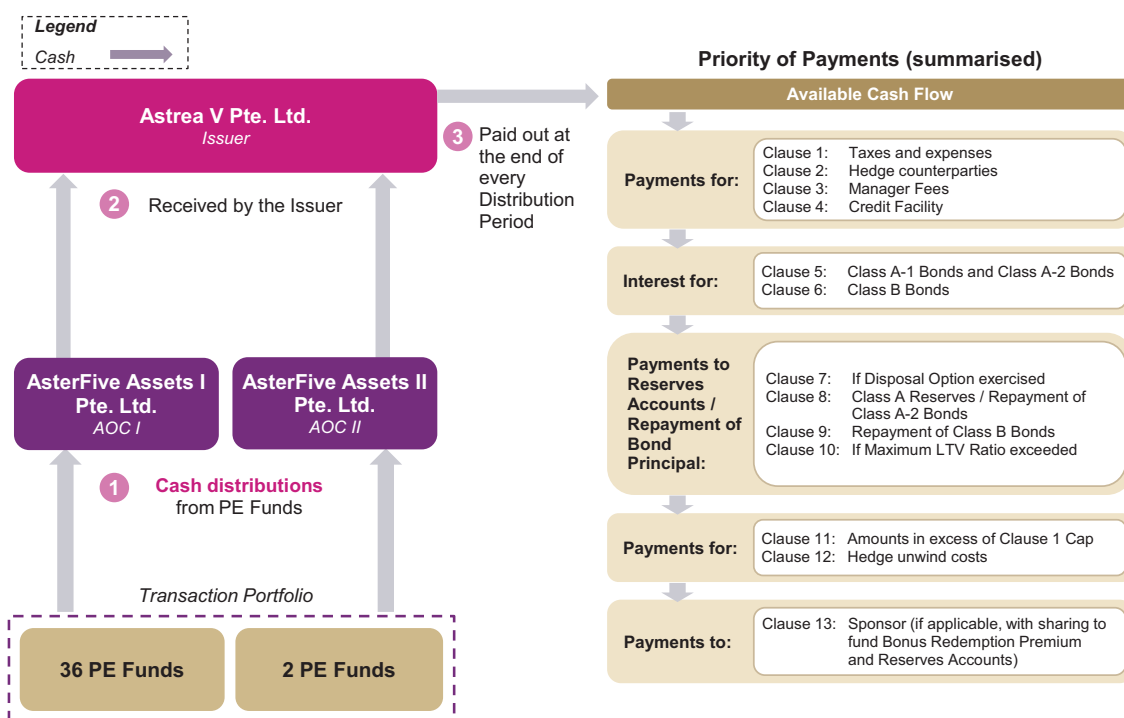 Legend
Cash
Astrea V Pte. Ltd.
Issuer
2 Received by the Issuer
3 Paid out at
the end of
every
Distribution
Period
AsterFive Assets I
Pte. Ltd.
AOC I
AsterFive Assets II
Pte. Ltd.
AOC II
1 Cash distributions
from PE Funds
Transaction Portfolio
36 PE Funds
2 PE Funds
Priority of Payments (summarised)
Available Cash Flow
Payments for:
Clause 1: Taxes and expenses
Clause 2: Hedge counterparties
Clause 3: Manager Fees
Clause 4: Credit Facility
Interest for:
Clause 5: Class A-1 Bonds and Class A-2 Bonds
Clause 6: Class B Bonds
Payments to
Reserves
Accounts /
Repayment of
Bond
Principal:
Clause 7: If Disposal Option exercised
Clause 8: Class A Reserves / Repayment of
Class A-2 Bonds
Clause 9: Repayment of Class B Bonds
Clause 10: If Maximum LTV Ratio exceeded
Payments for:
Clause 11: Amounts in excess of Clause 1 Cap
Clause 12: Hedge unwind costs
Payments to:
Clause 13: Sponsor (if applicable, with sharing to
fund Bonus Redemption Premium
and Reserves Accounts)